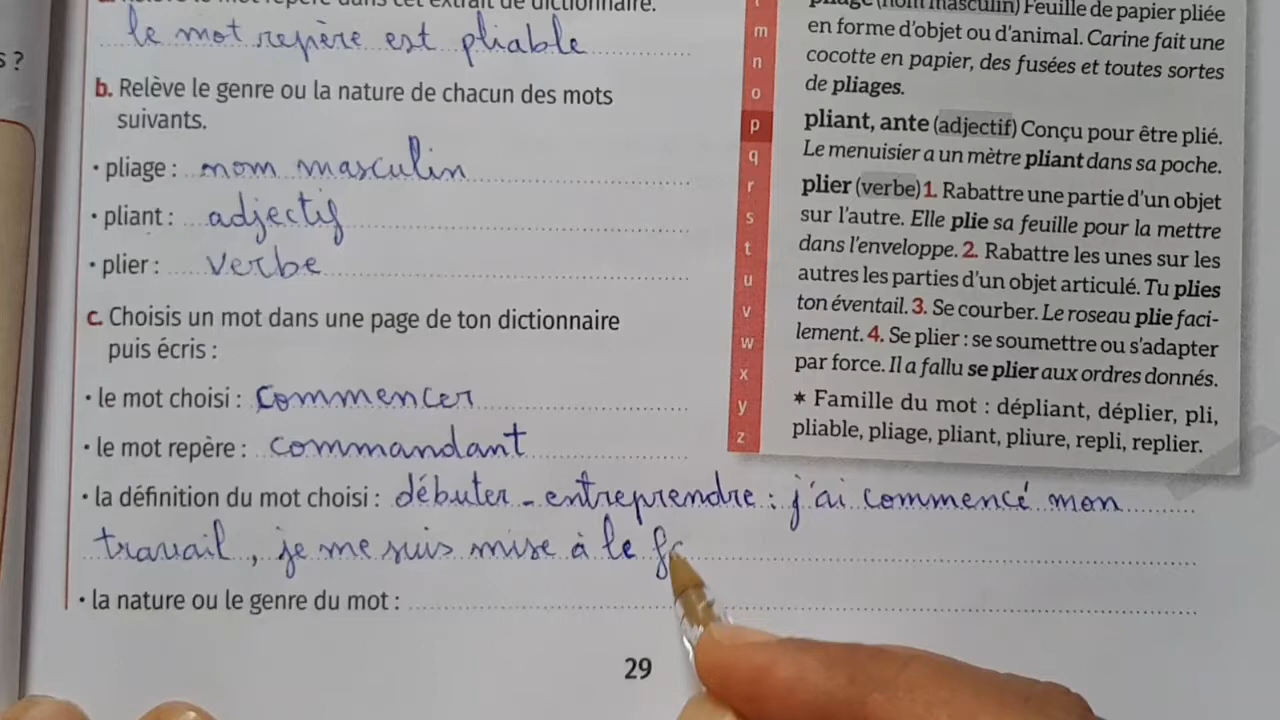 dans cet extrait de dictionnaire.
le mot repère est pliable
s ?
b. Relève le genre ou la nature de chacun des mots
suivants.
• pliage : nom masculin
• pliant : adjectif
• plier : verbe
c. Choisis un mot dans une page de ton dictionnaire
puis écris :
• le mot choisi : commencer
• le mot repère : commandant
• la définition du mot choisi : débuter - entreprendre : j'ai commencé mon
travail, je me suis mise à le
• la nature ou le genre du mot :
29
m
n
o
p
q
r
s
t
u
v
w
x
y
z
pliage (nom masculin) Feuille de papier pliée
en forme d'objet ou d'animal. Carine fait une
cocotte en papier, des fusées et toutes sortes
de pliages.
pliant, ante (adjectif) Conçu pour être plié.
Le menuisier a un mètre pliant dans sa poche.
plier (verbe) 1. Rabattre une partie d'un objet
sur l'autre. Elle plie sa feuille pour la mettre
dans l'enveloppe. 2. Rabattre les unes sur les
autres les parties d'un objet articulé. Tu plies
ton éventail. 3. Se courber. Le roseau plie faci-
lement. 4. Se plier : se soumettre ou s'adapter
par force. Il a fallu se plier aux ordres donnés.
* Famille du mot : dépliant, déplier, pli,
pliable, pliage, pliant, pliure, repli, replier.